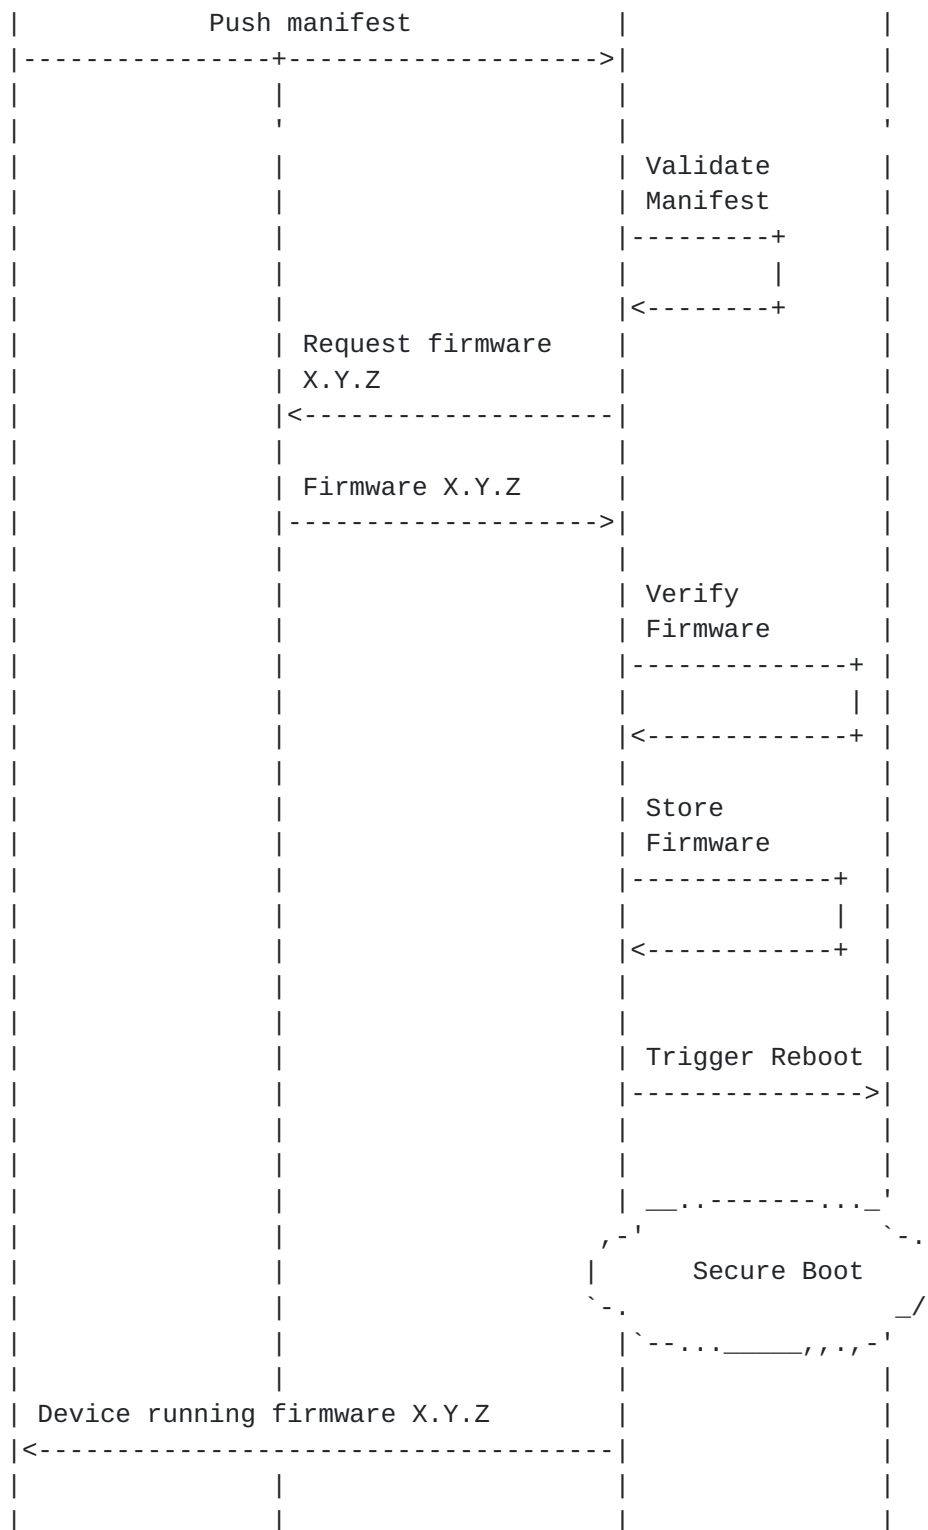 Push manifest
Validate
Manifest
Request firmware
X.Y.Z
Firmware X.Y.Z
Verify
Firmware
Store
Firmware
Trigger Reboot
Secure Boot
Device running firmware X.Y.Z